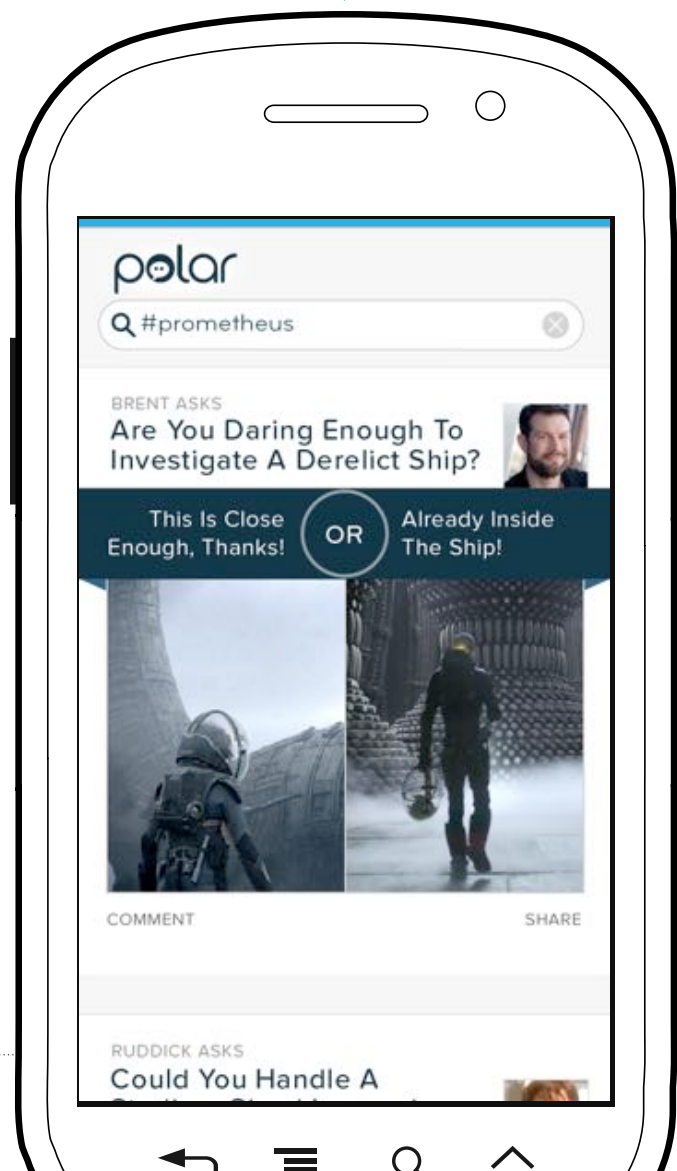 polar
#prometheus
BRENT ASKS
Are You Daring Enough To
Investigate A Derelict Ship?
This Is Close
Enough, Thanks!
OR
Already Inside
The Ship!
COMMENT
SHARE
RUDDICK ASKS
Could You Handle A